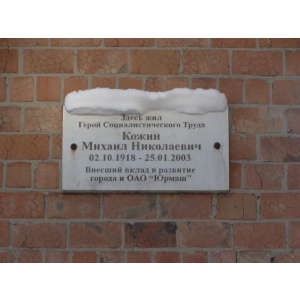 Здесь жил
Герой Социалистического Труда
Кожин
Михаил Николаевич
02.10.1918 - 25.01.2003
Внесший вклад в развитие
города и ОАО "Юрмаш"